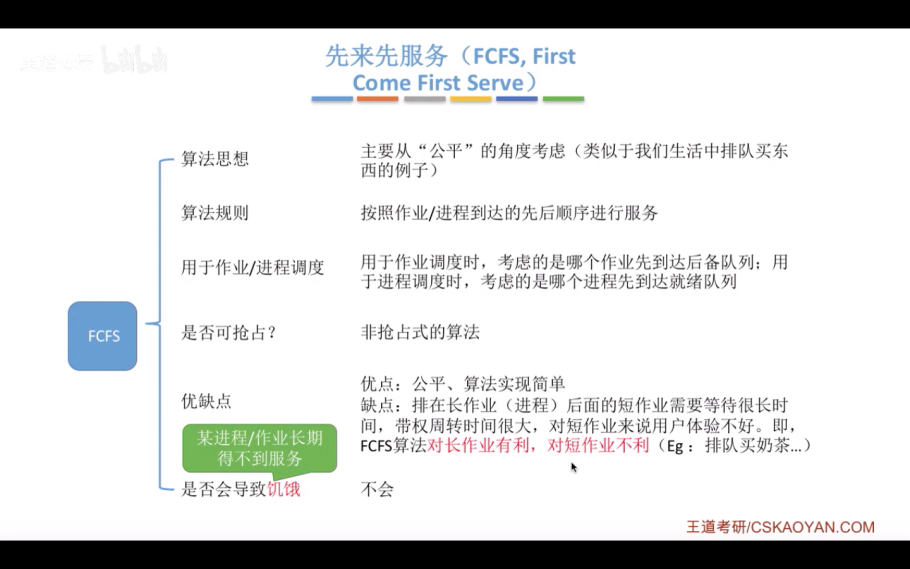 先来先服务（FCFS, First
Come First Serve）
算法思想
主要从“公平”的角度考虑（类似于我们生活中排队买东
西的例子）
算法规则
按照作业/进程到达的先后顺序进行服务
用于作业/进程调度
用于作业调度时，考虑的是哪个作业先到达后备队列；用
于进程调度时，考虑的是哪个进程先到达就绪队列
FCFS
是否可抢占？
非抢占式的算法
优缺点
优点：公平、算法实现简单
缺点：排在长作业（进程）后面的短作业需要等待很长时
间，带权周转时间很大，对短作业来说用户体验不好。即，
FCFS算法对长作业有利，对短作业不利（Eg：排队买奶茶...）
某进程/作业长期
得不到服务
是否会导致饥饿
不会
王道考研/CSKAOYAN.COM